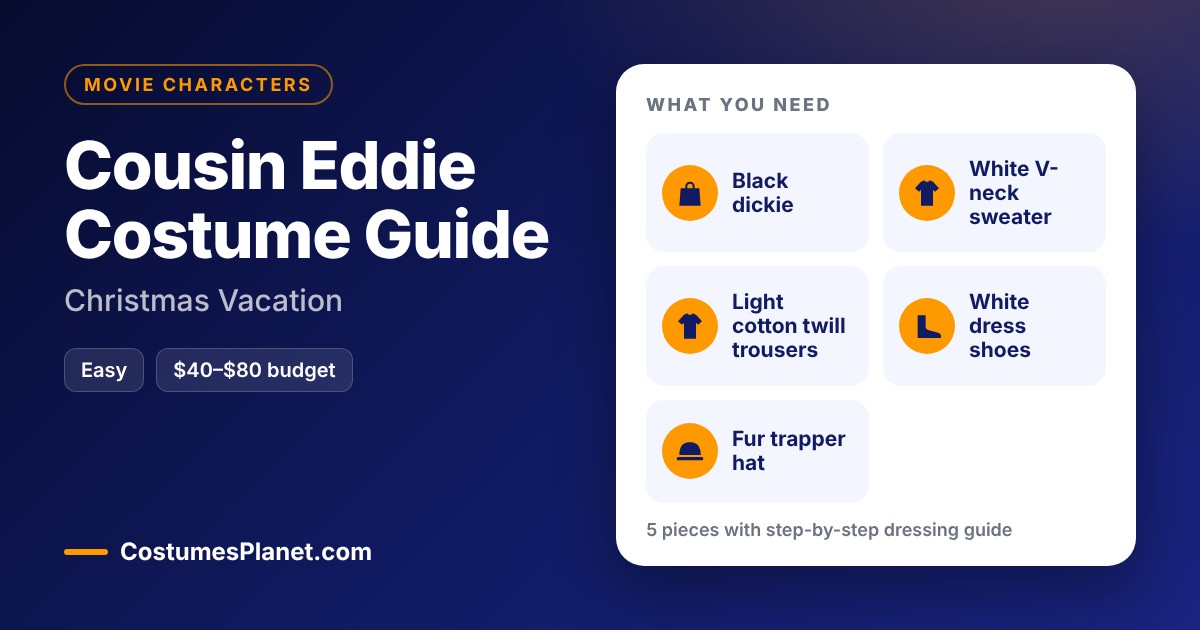 MOVIE CHARACTERS
Cousin Eddie
Costume Guide
Christmas Vacation
Easy
$40–$80 budget
CostumesPlanet.com
WHAT YOU NEED
Black
dickie
White V-
neck
sweater
Light
cotton twill
trousers
White
dress
shoes
Fur trapper
hat
5 pieces with step-by-step dressing guide